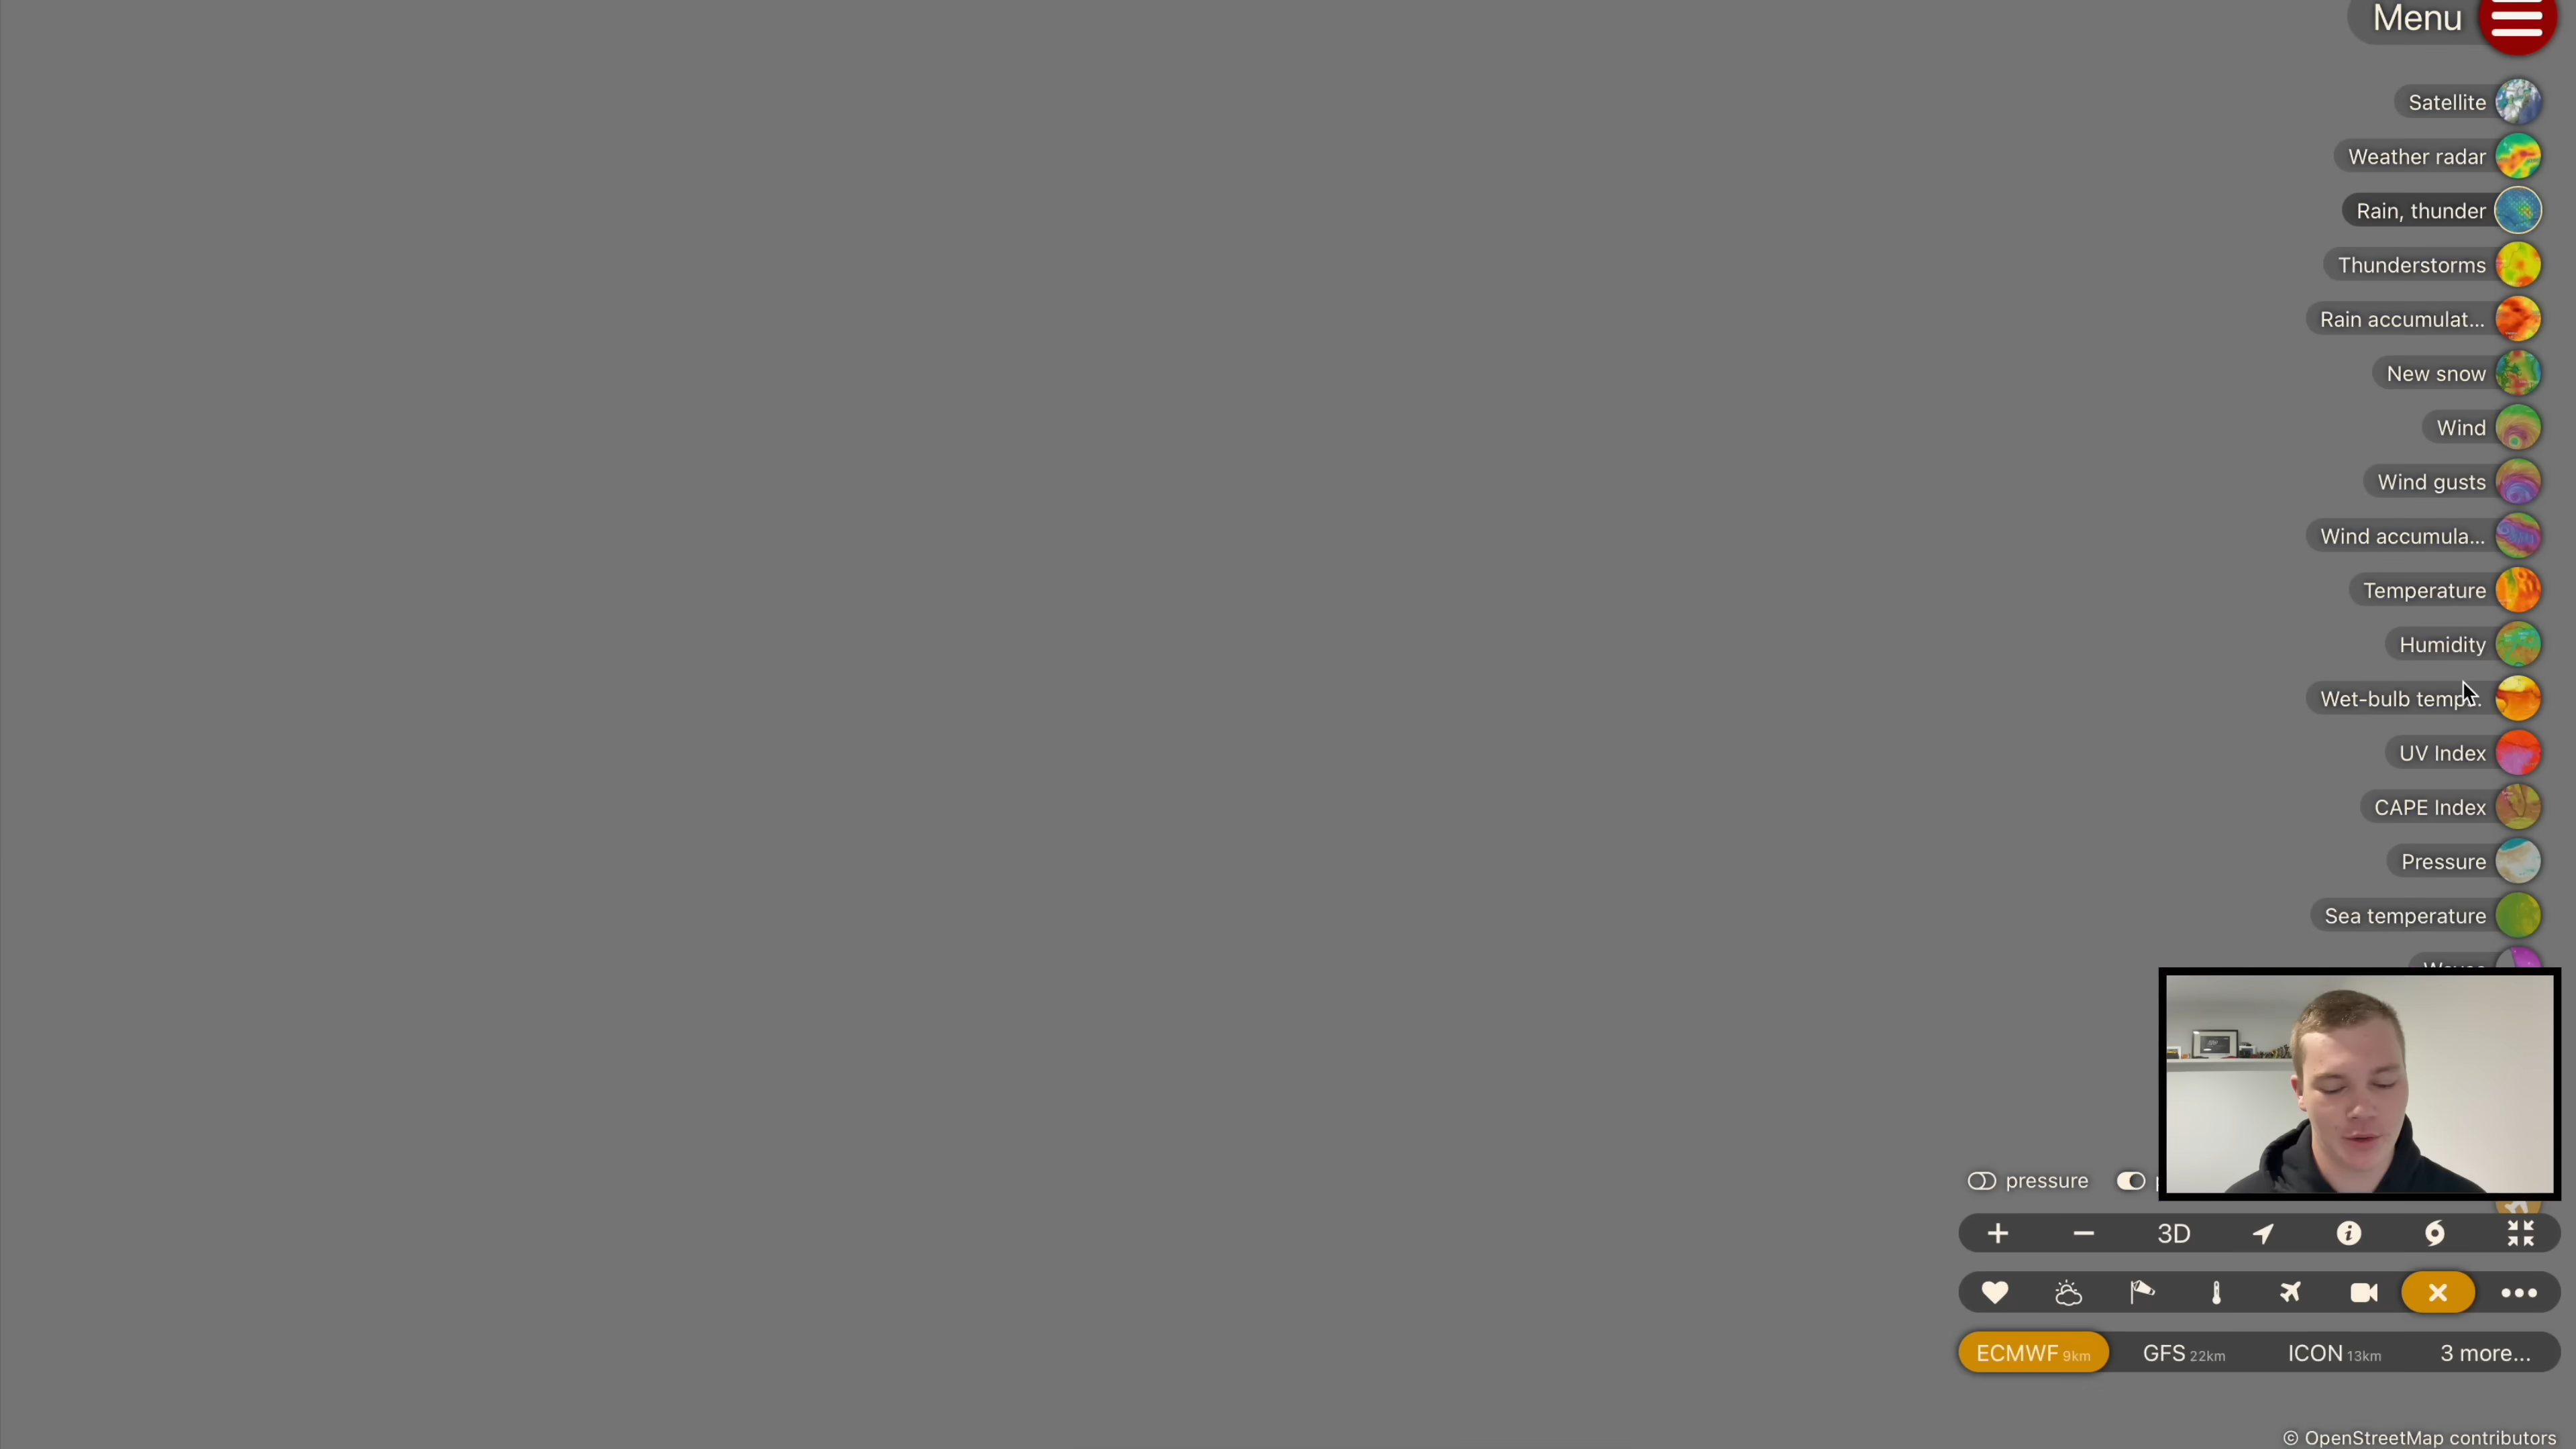 Menu
Satellite
Weather radar
Rain, thunder
Thunderstorms
Rain accumulat...
New snow
Wind
Wind gusts
Wind accumula...
Temperature
Humidity
Wet-bulb temp...
UV Index
CAPE Index
Pressure
Sea temperature
pressure
3D
ECMWF 9km GFS 22km ICON 13km 3 more...
© OpenStreetMap contributors